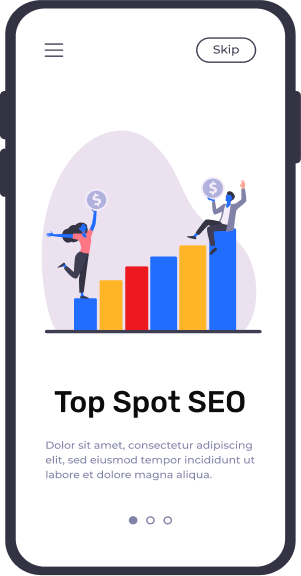 Skip
$
$
Top Spot SEO
Dolor sit amet, consectetur adipiscing
elit, sed eiusmod tempor incididunt ut
labore et dolore magna aliqua.